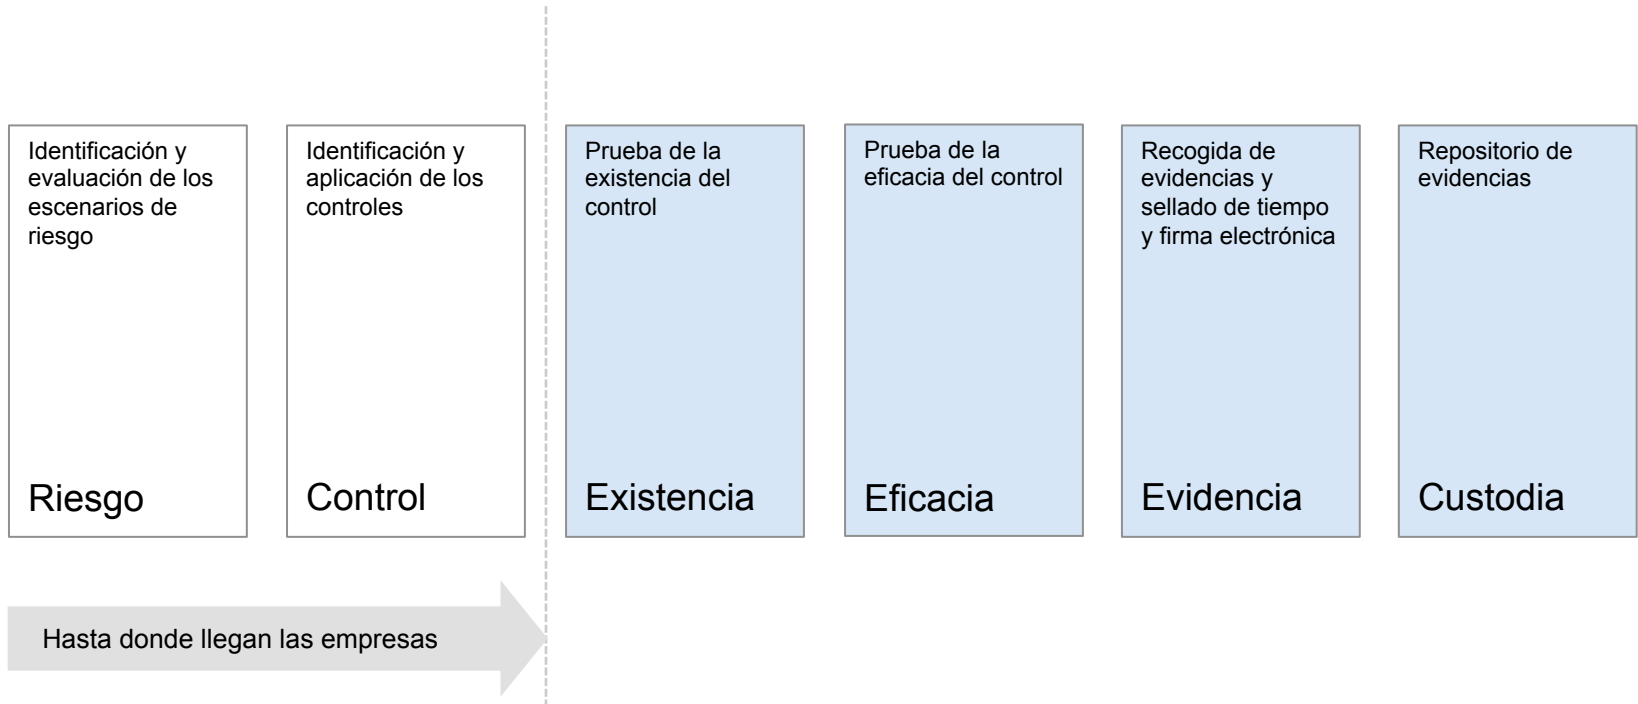 Identificación y
evaluación de los
escenarios de
riesgo
Riesgo
Identificación y
aplicación de los
controles
Control
Prueba de la
existencia del
control
Existencia
Prueba de la
eficacia del control
Eficacia
Recogida de
evidencias y
sellado de tiempo
y firma electrónica
Evidencia
Repositorio de
evidencias
Custodia
Hasta donde llegan las empresas